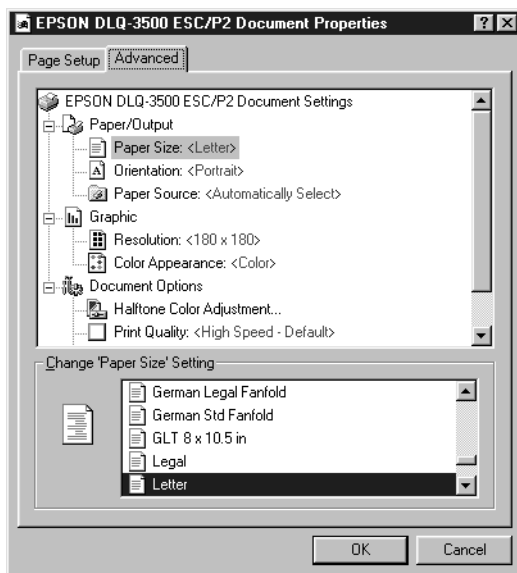 EPSON DLQ-3500 ESC/P2 Document Properties
Page Setup
Advanced
EPSON DLQ-3500 ESC/P2 Document Settings
Paper/Output
Paper Size: <Letter>
Orientation: <Portrait>
Paper Source: <Automatically Select>
Graphic
Resolution: <180 x 180>
Color Appearance: <Color>
Document Options
Halftone Color Adjustment...
Print Quality: <High Speed - Default>
Change 'Paper Size' Setting
German Legal Fanfold
German Std Fanfold
GLT 8 x 10.5 in
Legal
Letter
OK
Cancel